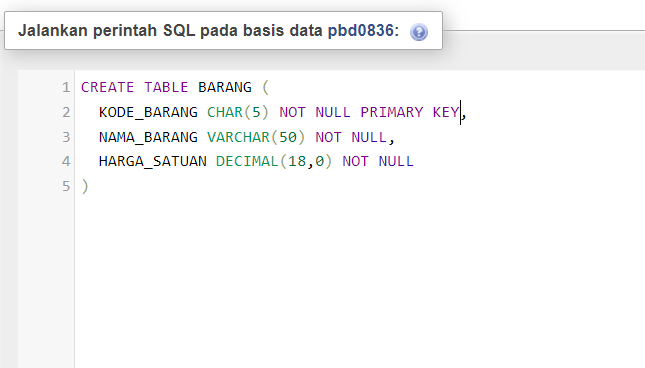 Jalankan perintah SQL pada basis data pbd0836:
1 CREATE TABLE BARANG (
2 KODE_BARANG CHAR(5) NOT NULL PRIMARY KEY,
3 NAMA_BARANG VARCHAR(50) NOT NULL,
4 HARGA_SATUAN DECIMAL(18,0) NOT NULL
5 )